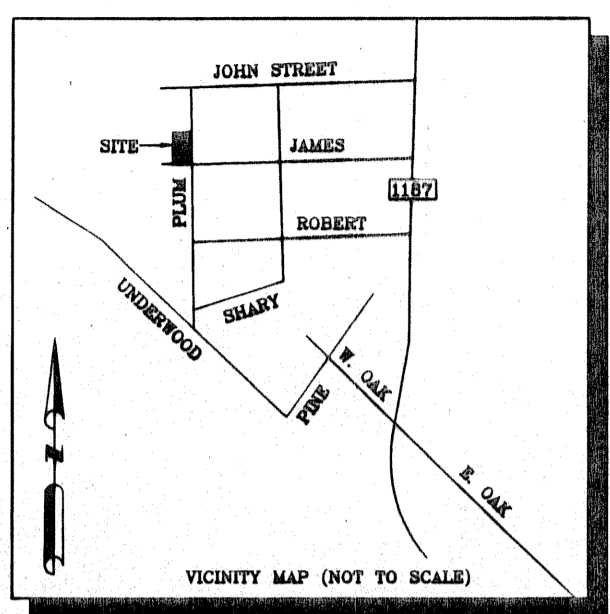 JOHN STREET
SITE
JAMES
1187
PLUM
ROBERT
UNDERWOOD
SHARY
W. OAK
PINE
N
E. OAK
VICINITY MAP (NOT TO SCALE)